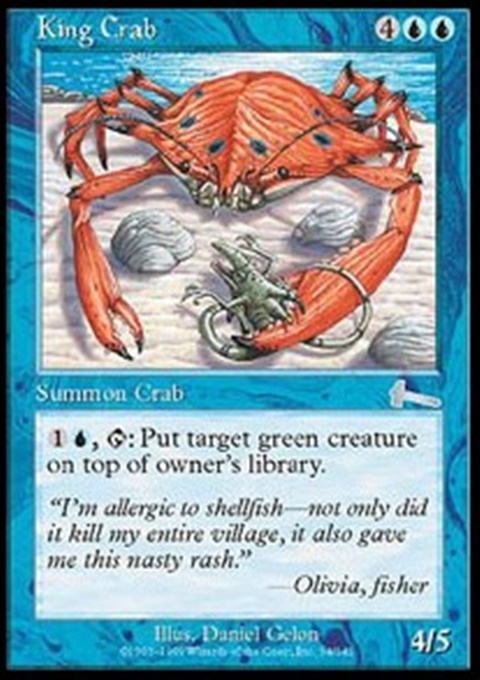 King Crab 4
Summon Crab
1, : Put target green creature
on top of owner's library.
"I'm allergic to shellfish—not only did
it kill my entire village, it also gave
me this nasty rash."
—Olivia, fisher
Illus. Daniel Gelon
4/5